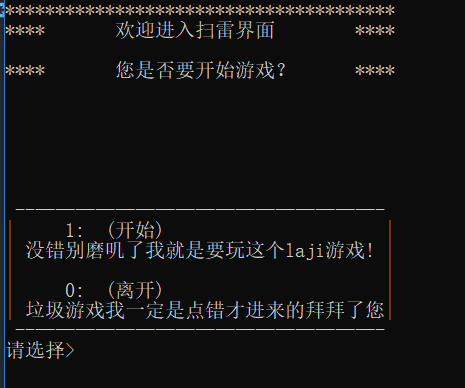 ***************************************
****       欢迎进入扫雷界面        ****
****       您是否要开始游戏？      ****
-------------------------------------
1: (开始)
没错别磨叽了我就是要玩这个laji游戏!
0: (离开)
垃圾游戏我一定是点错才进来的拜拜了您
-------------------------------------
请选择>